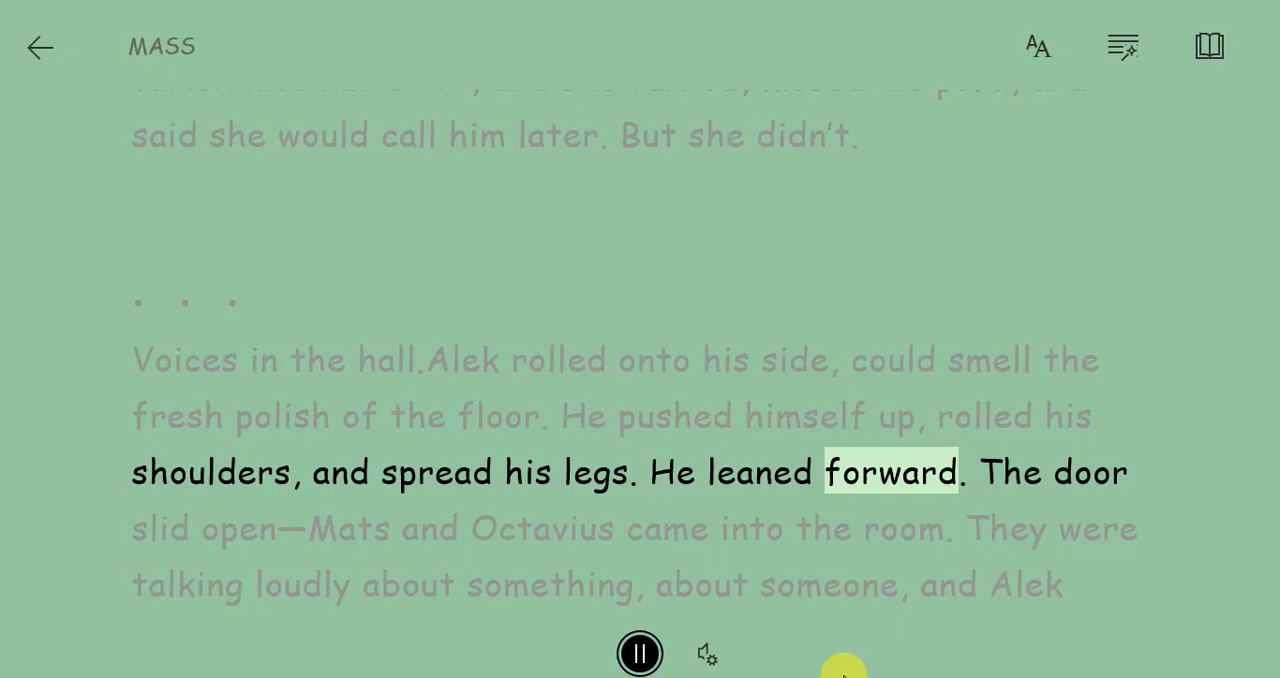 MASS
said she would call him later. But she didn't.
. . .
Voices in the hall.Alek rolled onto his side, could smell the
fresh polish of the floor. He pushed himself up, rolled his
shoulders, and spread his legs. He leaned forward. The door
slid open—Mats and Octavius came into the room. They were
talking loudly about something, about someone, and Alek